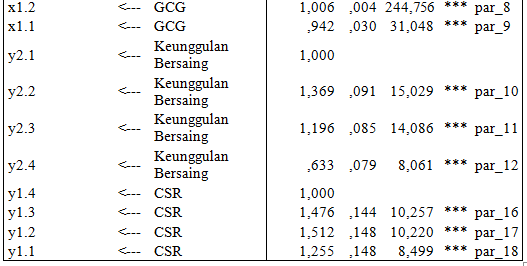 x1.2 <--- GCG 1,006 ,004 244,756 *** par_8
x1.1 <--- GCG ,942 ,030 31,048 *** par_9
y2.1 <--- Keunggulan Bersaing 1,000
y2.2 <--- Keunggulan Bersaing 1,369 ,091 15,029 *** par_10
y2.3 <--- Keunggulan Bersaing 1,196 ,085 14,086 *** par_11
y2.4 <--- Keunggulan Bersaing ,633 ,079 8,061 *** par_12
y1.4 <--- CSR 1,000
y1.3 <--- CSR 1,476 ,144 10,257 *** par_16
y1.2 <--- CSR 1,512 ,148 10,220 *** par_17
y1.1 <--- CSR 1,255 ,148 8,499 *** par_18